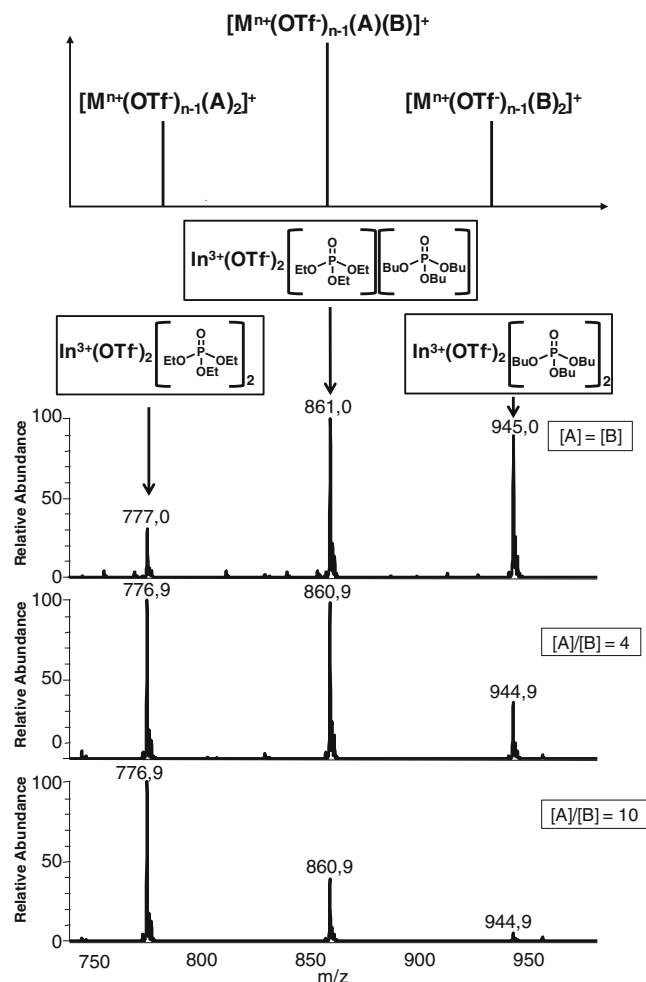 [Mⁿ⁺(OTf⁻)ₙ₋₁(A)(B)]⁺
[Mⁿ⁺(OTf⁻)ₙ₋₁(A)₂]⁺
[Mⁿ⁺(OTf⁻)ₙ₋₁(B)₂]⁺
In³⁺(OTf⁻)₂ [ O EtO P OEt OEt ] [ O BuO P OBu OBu ]
In³⁺(OTf⁻)₂ [ O EtO P OEt OEt ]₂
In³⁺(OTf⁻)₂ [ O BuO P OBu OBu ]₂
Relative Abundance
100
50
0
777,0
861,0
945,0
[A] = [B]
Relative Abundance
100
50
0
776,9
860,9
944,9
[A]/[B] = 4
Relative Abundance
100
50
0
776,9
860,9
944,9
[A]/[B] = 10
750
800
850
900
950
m/z